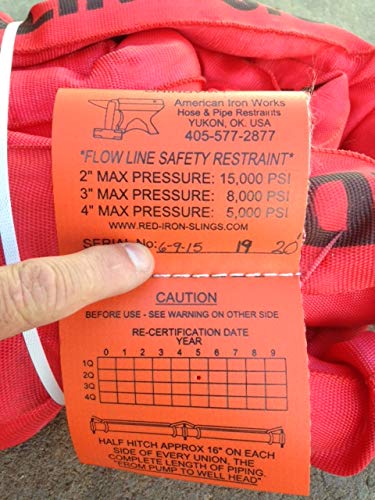 American Iron Works
Hose & Pipe Restraints
YUKON, OK. USA
405-577-2877
"FLOW LINE SAFETY RESTRAINT"
2" MAX PRESSURE: 15,000 PSI
3" MAX PRESSURE: 8,000 PSI
4" MAX PRESSURE: 5,000 PSI
WWW.RED-IRON-SLINGS.COM
SERIAL No: 6-9-15 19 20
CAUTION
BEFORE USE - SEE WARNING ON OTHER SIDE
RE-CERTIFICATION DATE
YEAR
0 1 2 3 4 5 6 7 8 9
1Q
2Q
3Q
4Q
HALF HITCH APPROX 16" ON EACH
SIDE OF EVERY UNION, THE
COMPLETE LENGTH OF PIPING.
"FROM PUMP TO WELL HEAD"